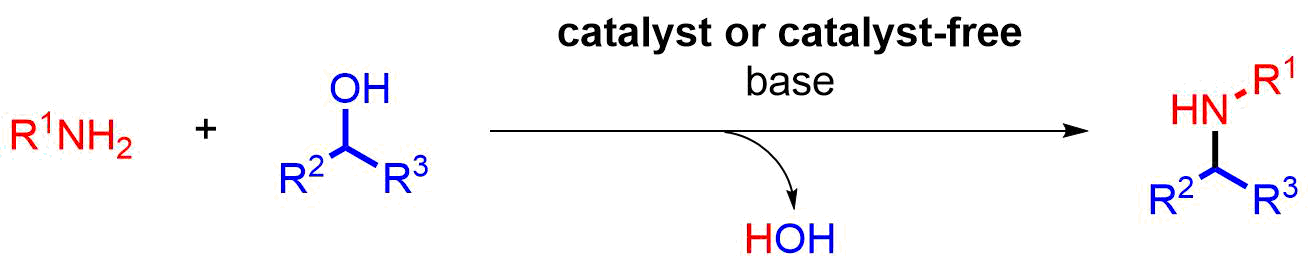 catalyst or catalyst-free
base
R¹NH₂ + OH
R² R³
HOH
HN R¹
R² R³